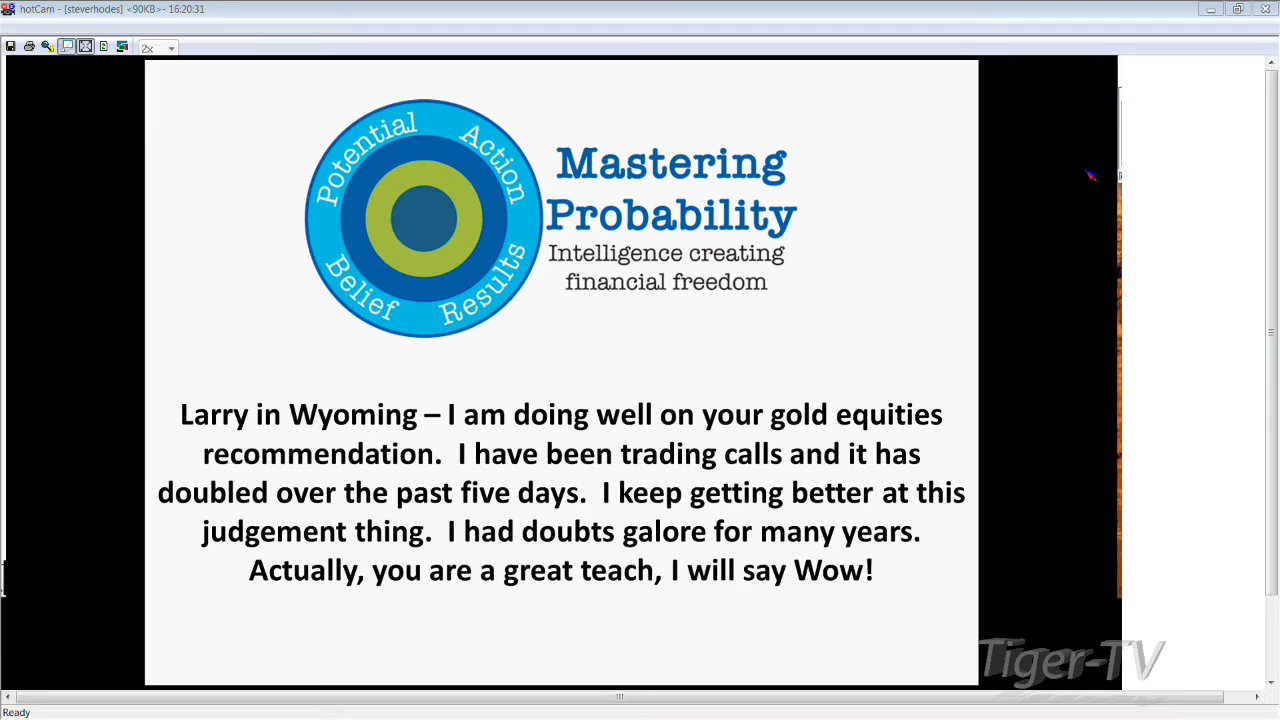 hotCam - [steverhodes] <90KB>- 16:20:31
2x
Potential
Action
Belief
Results
Mastering
Probability
Intelligence creating
financial freedom
Larry in Wyoming – I am doing well on your gold equities
recommendation.  I have been trading calls and it has
doubled over the past five days.  I keep getting better at this
judgement thing.  I had doubts galore for many years.
Actually, you are a great teach, I will say Wow!
Tiger-TV
Ready